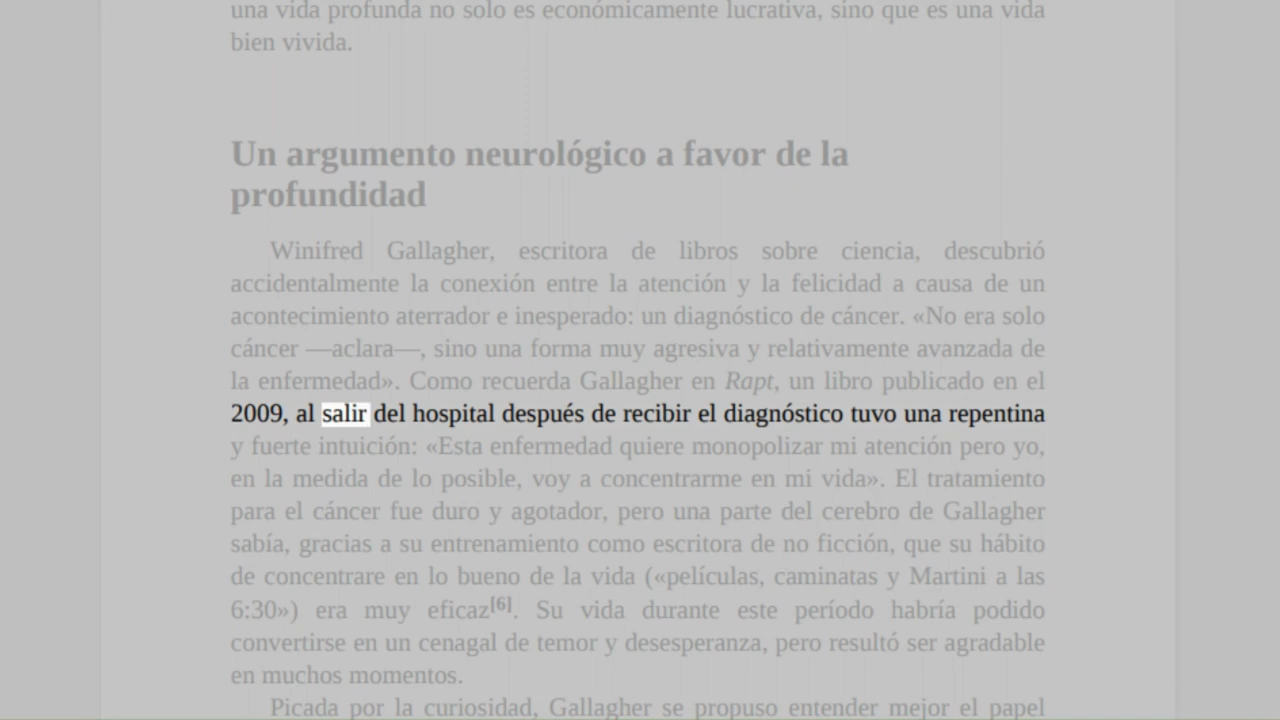 una vida profunda no solo es económicamente lucrativa, sino que es una vida
bien vivida.
Un argumento neurológico a favor de la
profundidad
Winifred Gallagher, escritora de libros sobre ciencia, descubrió
accidentalmente la conexión entre la atención y la felicidad a causa de un
acontecimiento aterrador e inesperado: un diagnóstico de cáncer. «No era solo
cáncer —aclara—, sino una forma muy agresiva y relativamente avanzada de
la enfermedad». Como recuerda Gallagher en Rapt, un libro publicado en el
2009, al salir del hospital después de recibir el diagnóstico tuvo una repentina
y fuerte intuición: «Esta enfermedad quiere monopolizar mi atención pero yo,
en la medida de lo posible, voy a concentrarme en mi vida». El tratamiento
para el cáncer fue duro y agotador, pero una parte del cerebro de Gallagher
sabía, gracias a su entrenamiento como escritora de no ficción, que su hábito
de concentrare en lo bueno de la vida («películas, caminatas y Martini a las
6:30») era muy eficaz[6]. Su vida durante este período habría podido
convertirse en un cenagal de temor y desesperanza, pero resultó ser agradable
en muchos momentos.
Picada por la curiosidad, Gallagher se propuso entender mejor el papel